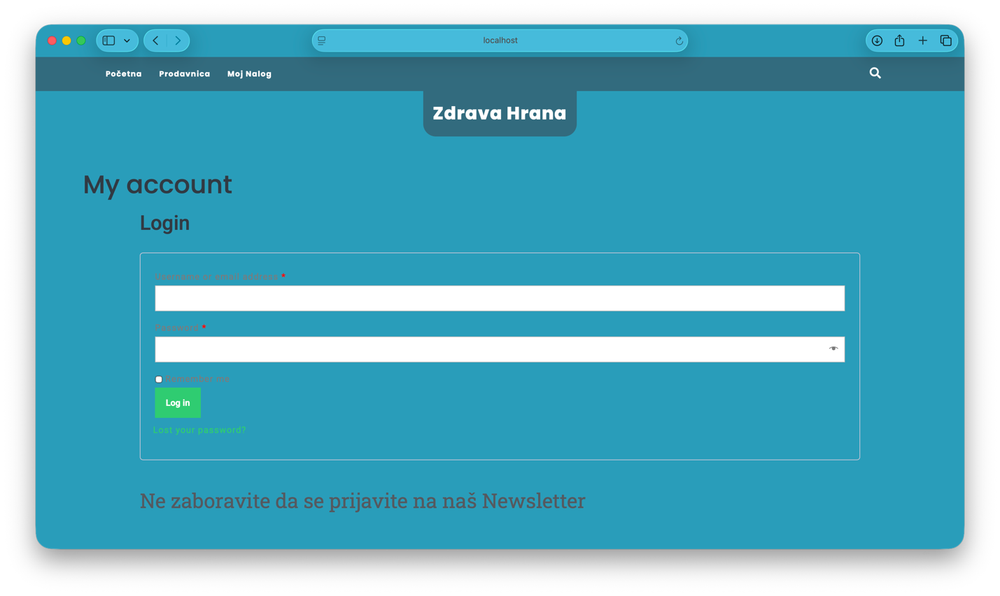 localhost
Početna Prodavnica Moj Nalog
Zdrava Hrana
My account
Login
Username or email address *
Password *
Remember me
Log in
Lost your password?
Ne zaboravite da se prijavite na naš Newsletter